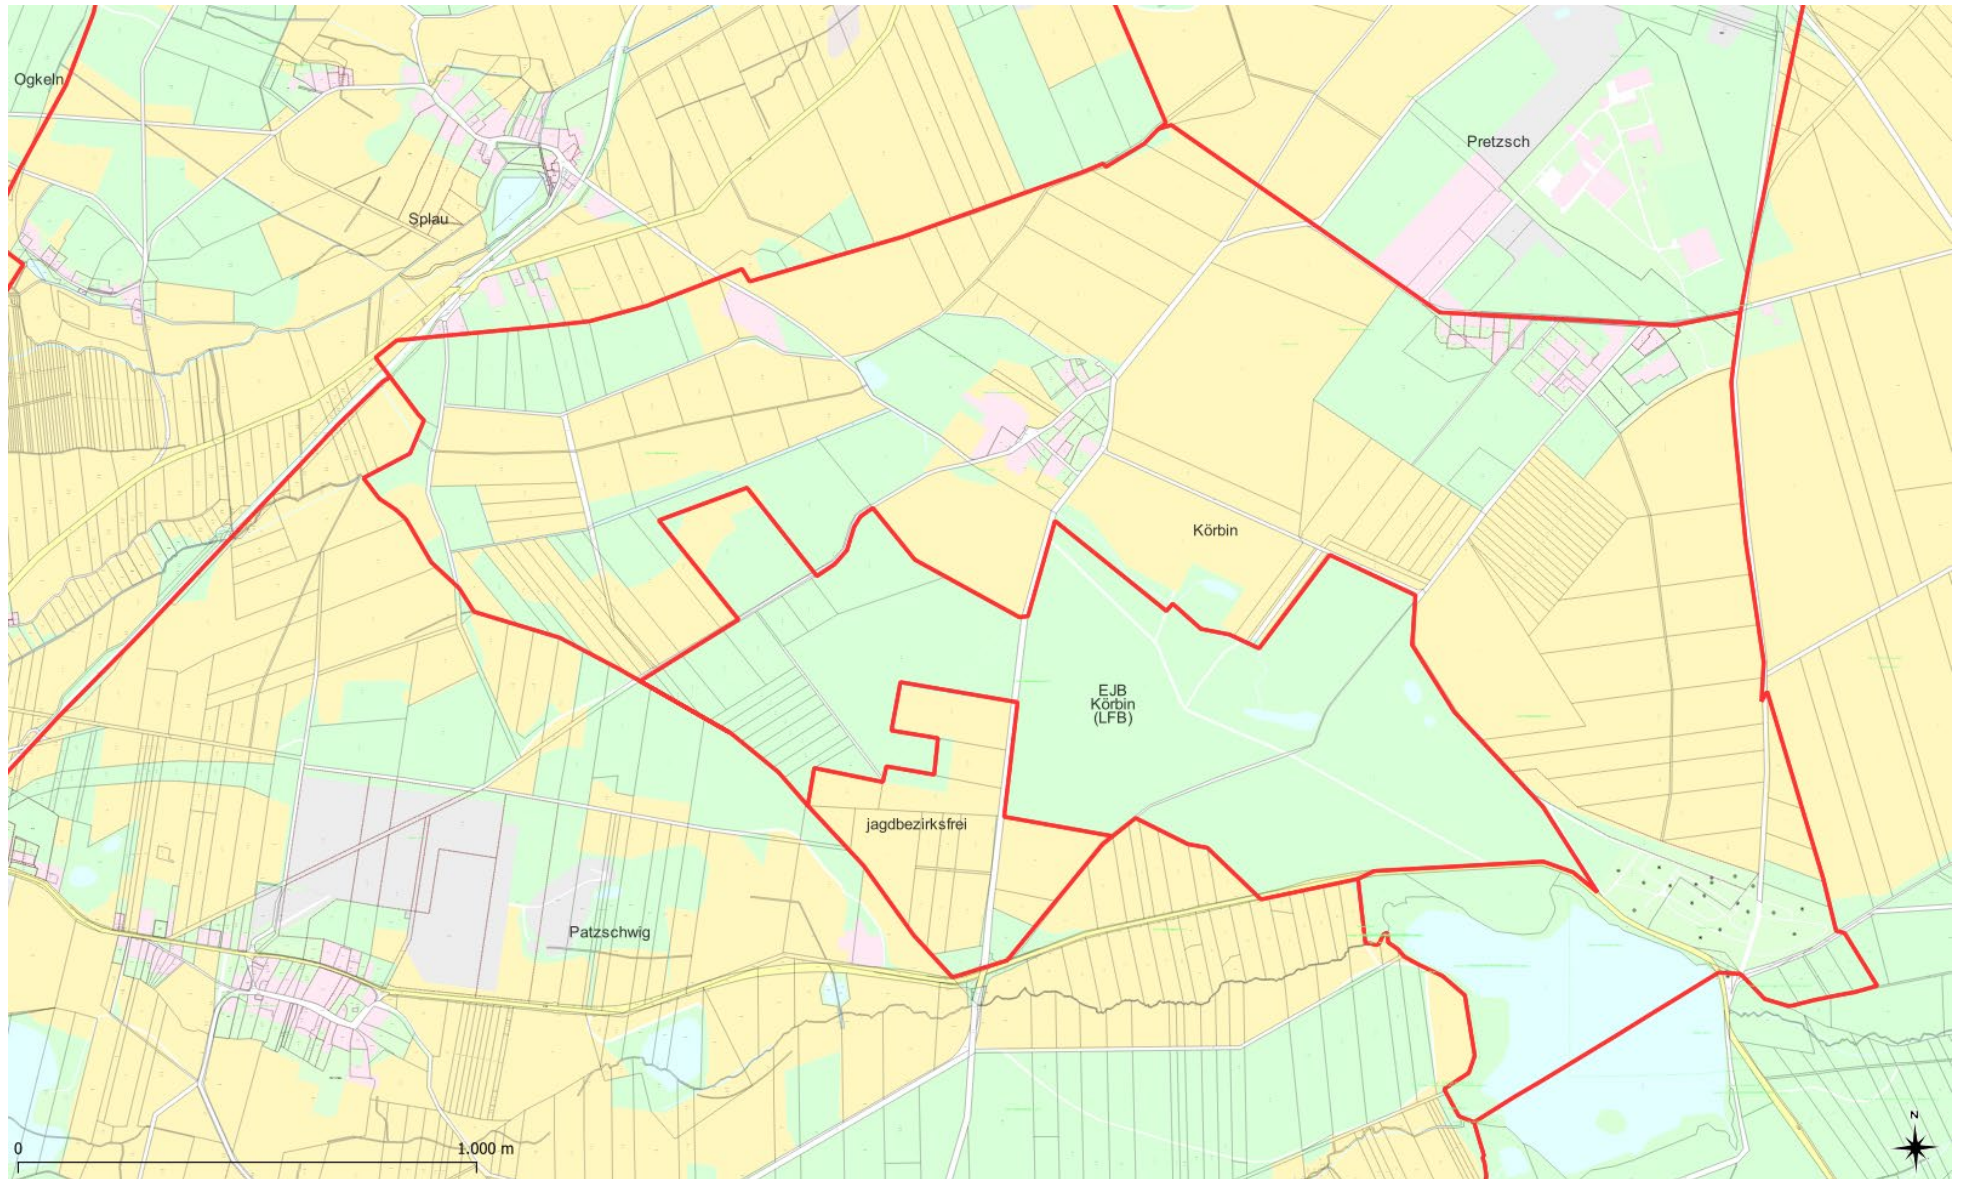 Ogkeln
Pretzsch
Splau
Körbin
EJB
Körbin
(LFB)
jagdbezirksfrei
Patzschwig
N
0
1.000 m